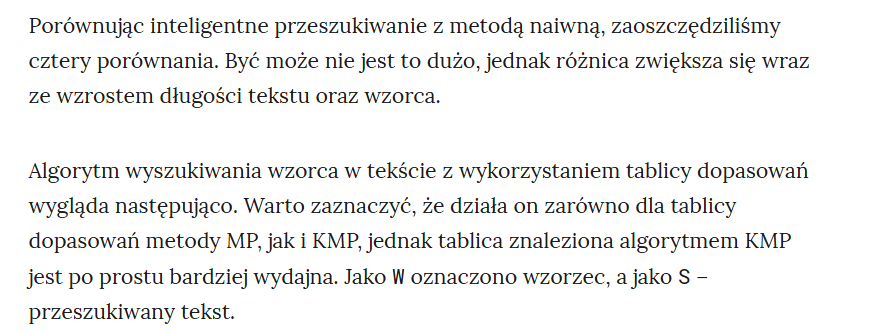 Porównując inteligentne przeszukiwanie z metodą naiwną, zaoszczędziliśmy
cztery porównania. Być może nie jest to dużo, jednak różnica zwiększa się wraz
ze wzrostem długości tekstu oraz wzorca.
Algorytm wyszukiwania wzorca w tekście z wykorzystaniem tablicy dopasowań
wygląda następująco. Warto zaznaczyć, że działa on zarówno dla tablicy
dopasowań metody MP, jak i KMP, jednak tablica znaleziona algorytmem KMP
jest po prostu bardziej wydajna. Jako W oznaczono wzorzec, a jako S –
przeszukiwany tekst.